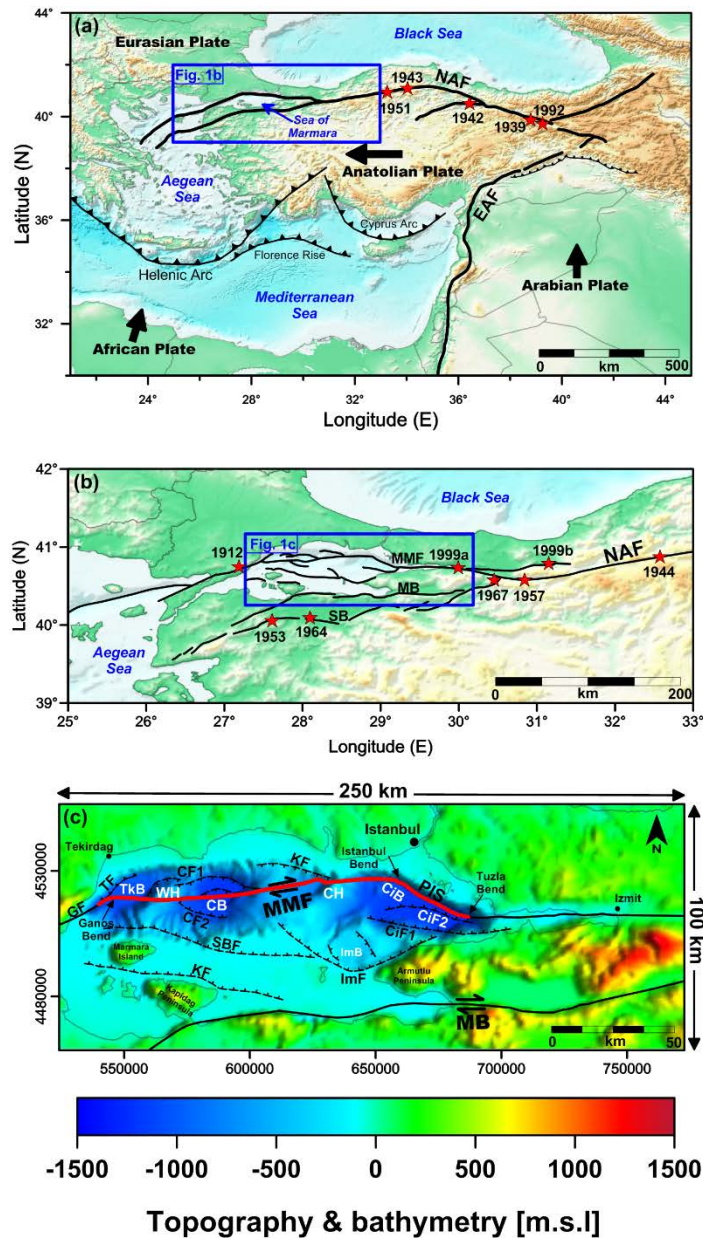 44°
(a)
Eurasian Plate
Black Sea
Fig. 1b
1943
NAF
1951
1942
1992
1939
Sea of
Marmara
40°
Anatolian Plate
Aegean
Sea
36°
Cyprus Arc
EAF
Florence Rise
Helenic Arc
Mediterranean
Sea
Arabian Plate
32°
African Plate
0 500
km
24° 28° 32° 36° 40° 44°
Latitude (N)
Longitude (E)
42°
(b)
Black Sea
Fig. 1c
1912
41°
MMF
1999a
1999b
NAF
1944
1967
1957
MB
SB
40°
1953
1964
Aegean
Sea
0 200
km
39°
25° 26° 27° 28° 29° 30° 31° 32° 33°
Latitude (N)
Longitude (E)
250 km
(c)
Tekirdag
Istanbul
N
4530000
Istanbul
Bend
KF
CF1
TF
TkB
WH
CB
CH
CiB
PIS
Tuzla
Bend
Izmit
GF
MMF
CiF2
Ganos
Bend
CF2
CiF1
SBF
ImB
Marmara
Island
KF
ImF
Armutlu
Peninsula
4480000
Kapıdag
Peninsula
MB
0 50
km
100 km
550000 600000 650000 700000 750000
-1500 -1000 -500 0 500 1000 1500
Topography & bathymetry [m.s.l]